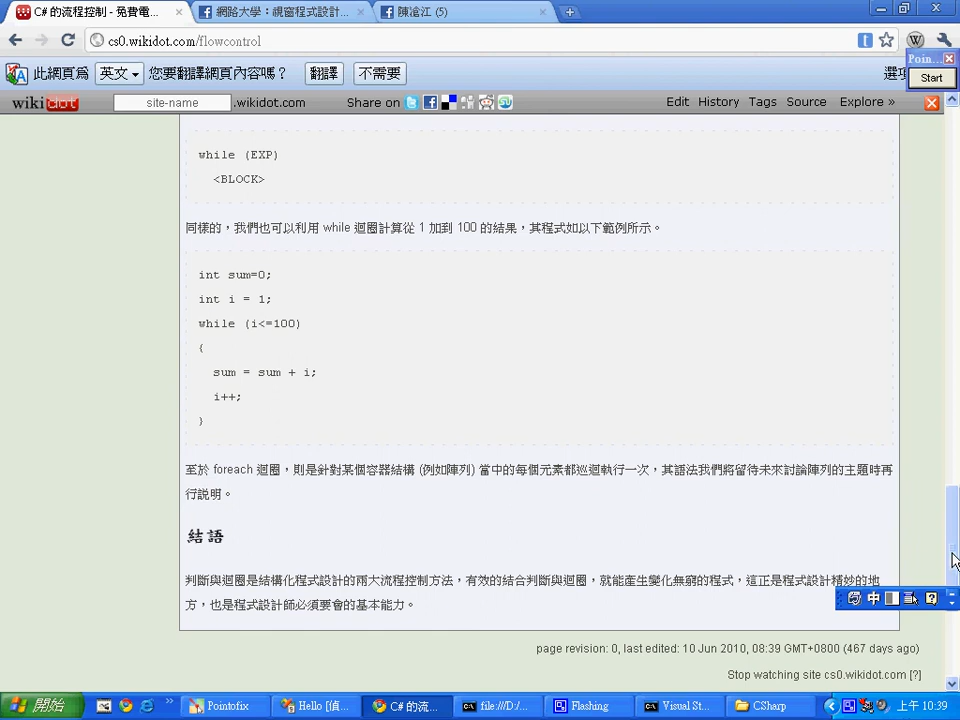 C# 的流程控制 - 免費電...
網路大學：視窗程式設計...
陳滄江 (5)
cs0.wikidot.com/flowcontrol
此網頁為 英文 您要翻譯網頁內容嗎？ 翻譯 不需要
Poin...
Start
wikidot site-name .wikidot.com Share on Edit History Tags Source Explore »
while (EXP)
<BLOCK>
同樣的，我們也可以利用 while 迴圈計算從 1 加到 100 的結果，其程式如以下範例所示。
int sum=0;
int i = 1;
while (i<=100)
{
sum = sum + i;
i++;
}
至於 foreach 迴圈，則是針對某個容器結構 (例如陣列) 當中的每個元素都巡迴執行一次，其語法我們將留待未來討論陣列的主題時再
行說明。
結語
判斷與迴圈是結構化程式設計的兩大流程控制方法，有效的結合判斷與迴圈，就能產生變化無窮的程式，這正是程式設計精妙的地
方，也是程式設計師必須要會的基本能力。
中
page revision: 0, last edited: 10 Jun 2010, 08:39 GMT+0800 (467 days ago)
Stop watching site cs0.wikidot.com [?]
開始 Pointofix Hello [偵... C# 的流... file:///D:/... Flashing Visual St... CSharp 上午 10:39